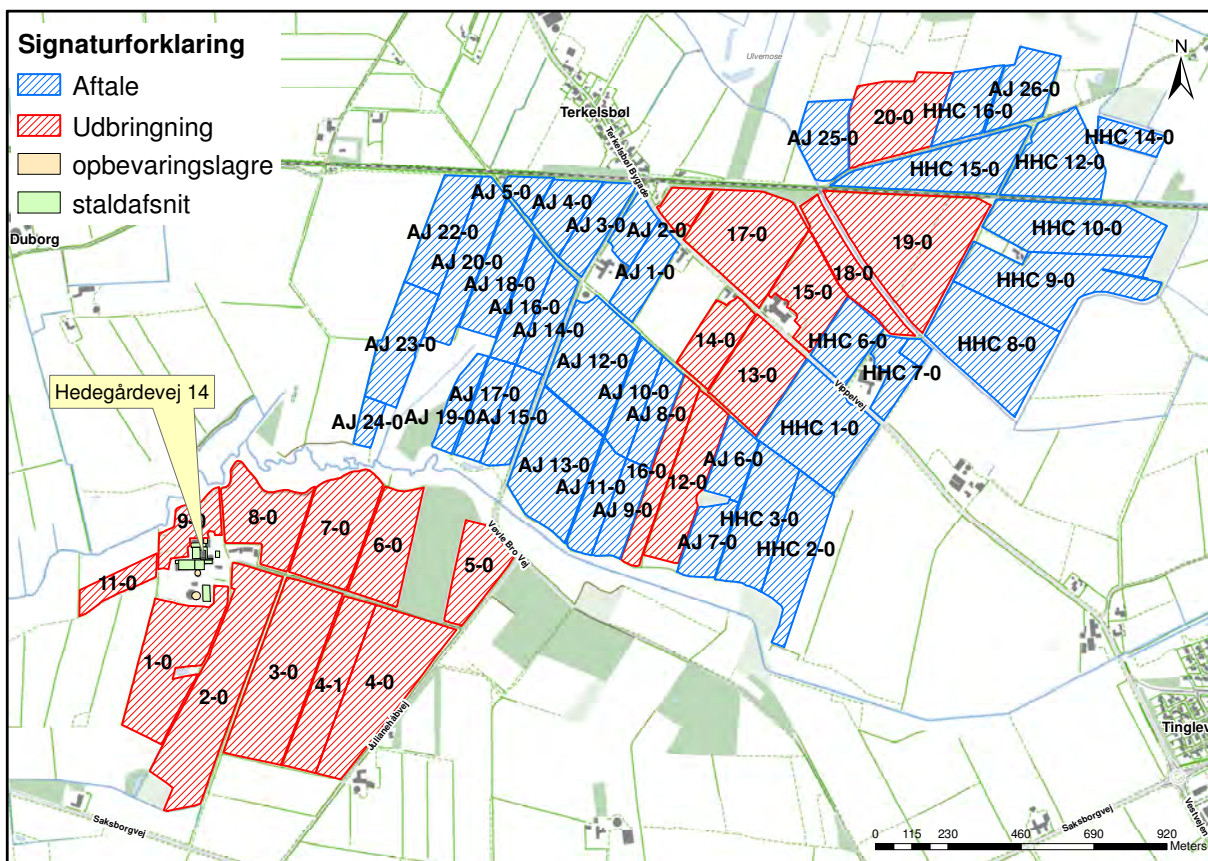 Signaturforklaring
Aftale
Udbringning
opbevaringslagre
staldafsnit
N
Ulvemose
Terkelsbøl
Terkelsbøl Bygade
Duborg
AJ 26-0
20-0
HHC 16-0
AJ 25-0
HHC 14-0
HHC 15-0
HHC 12-0
AJ 5-0
AJ 4-0
AJ 3-0
AJ 2-0
AJ 22-0
17-0
19-0
HHC 10-0
AJ 20-0
AJ 1-0
18-0
HHC 9-0
AJ 18-0
15-0
AJ 16-0
AJ 14-0
AJ 23-0
HHC 6-0
HHC 8-0
AJ 12-0
14-0
13-0
HHC 7-0
Vippelvej
Hedegårdevej 14
AJ 17-0
AJ 10-0
AJ 24-0
AJ 19-0
AJ 15-0
AJ 8-0
HHC 1-0
AJ 13-0
16-0
AJ 6-0
AJ 11-0
12-0
AJ 9-0
HHC 3-0
AJ 7-0
HHC 2-0
9-0
8-0
7-0
6-0
5-0
Vøvle Bro Vej
11-0
1-0
2-0
3-0
4-1
4-0
Julianehåbvej
Tinglev
Saksborgvej
Saksborgvej
Vestvejen
0 115 230 460 690 920
Meters